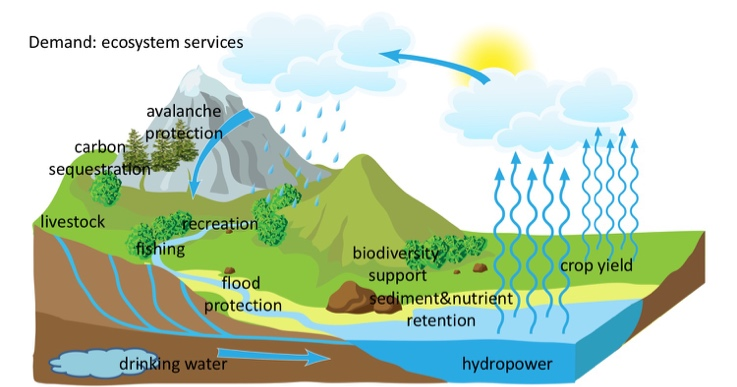 Demand: ecosystem services
avalanche
protection
carbon
sequestration
livestock
recreation
fishing
biodiversity
support
crop yield
flood
protection
sediment&nutrient
retention
drinking water
hydropower